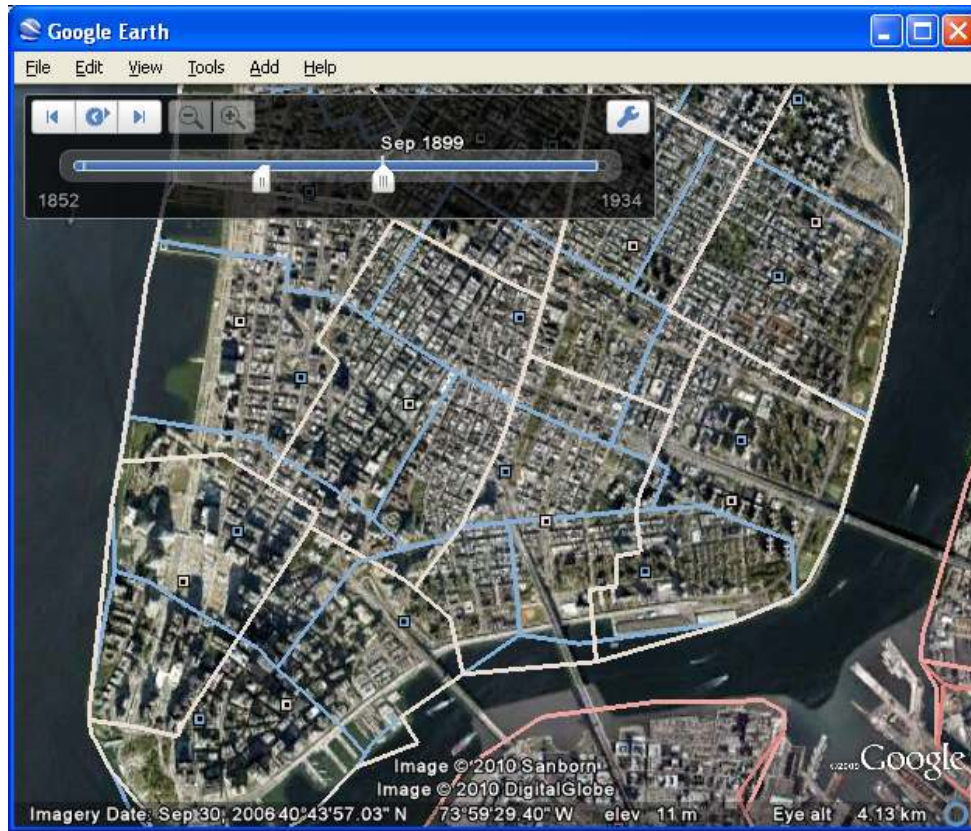 Google Earth
File Edit View Tools Add Help
Sep 1899
1852 1934
Image © 2010 Sanborn
Image © 2010 DigitalGlobe
©2009 Google
Imagery Date: Sep 30, 2006 40°43'57.03" N 73°59'29.40" W elev 11 m Eye alt 4.13 km